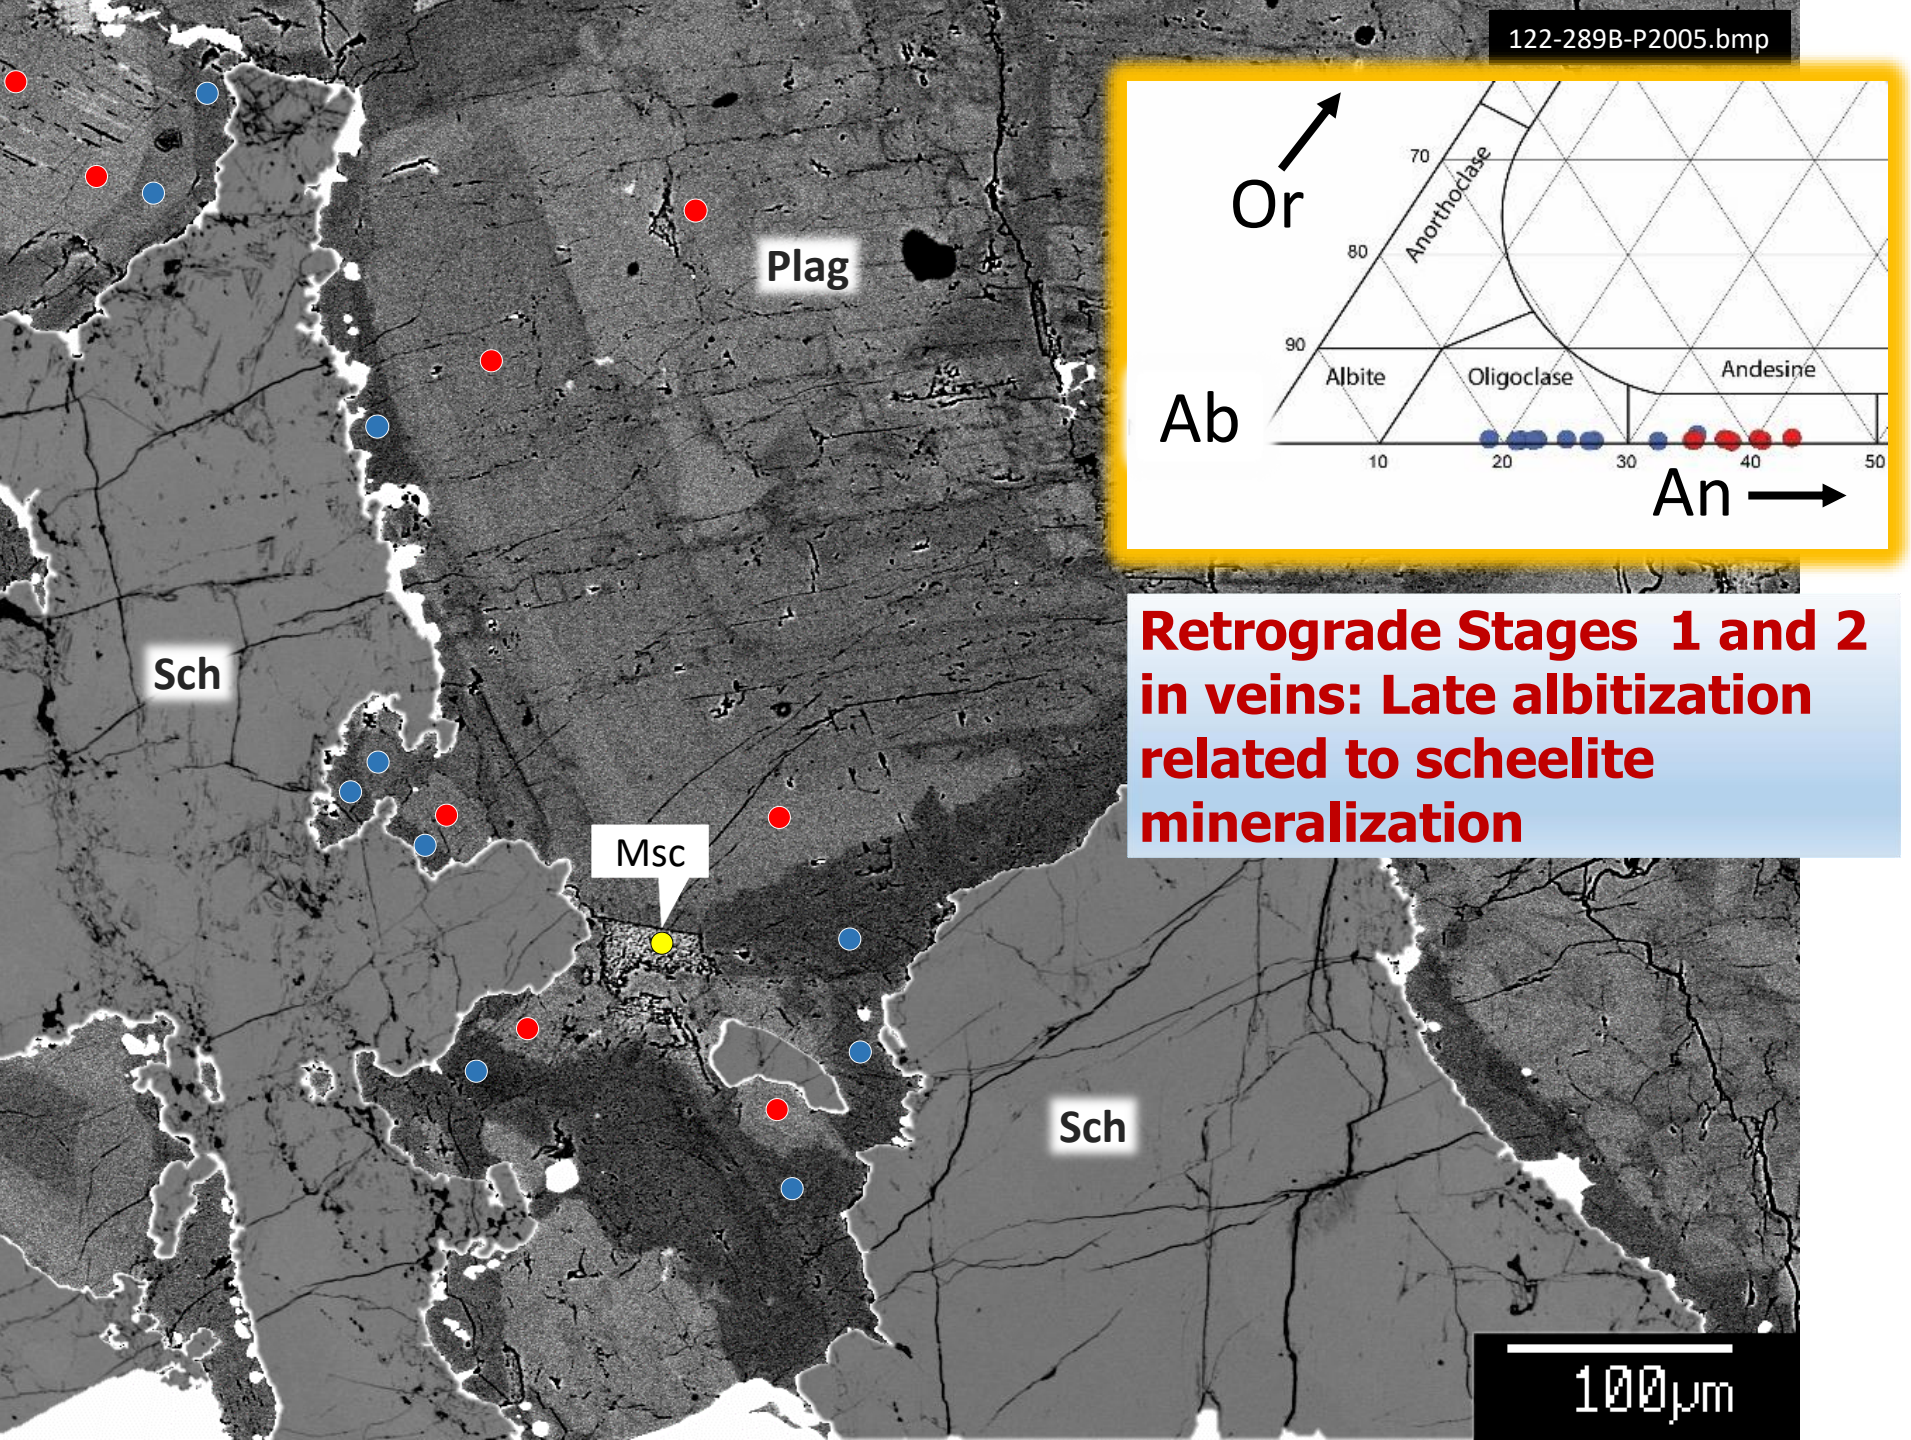 122-289B-P2005.bmp
Or
70
Anorthoclase
80
90
Albite
Oligoclase
Andesine
Ab
10
20
30
40
50
An
Plag
Retrograde Stages 1 and 2
in veins: Late albitization
related to scheelite
mineralization
Sch
Msc
Sch
100µm